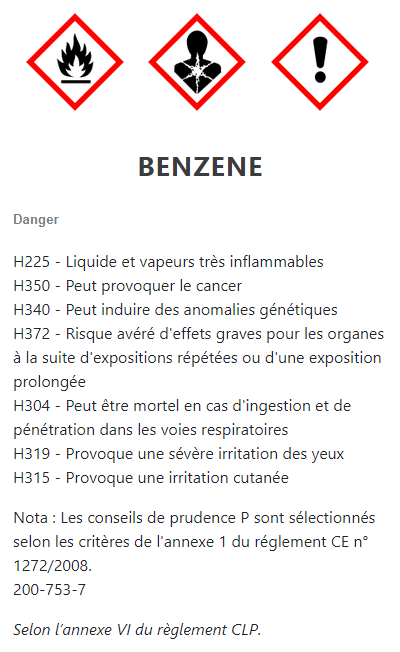 BENZENE
Danger
H225 - Liquide et vapeurs très inflammables
H350 - Peut provoquer le cancer
H340 - Peut induire des anomalies génétiques
H372 - Risque avéré d'effets graves pour les organes
à la suite d'expositions répétées ou d'une exposition
prolongée
H304 - Peut être mortel en cas d'ingestion et de
pénétration dans les voies respiratoires
H319 - Provoque une sévère irritation des yeux
H315 - Provoque une irritation cutanée
Nota : Les conseils de prudence P sont sélectionnés
selon les critères de l'annexe 1 du réglement CE n°
1272/2008.
200-753-7
Selon l’annexe VI du règlement CLP.